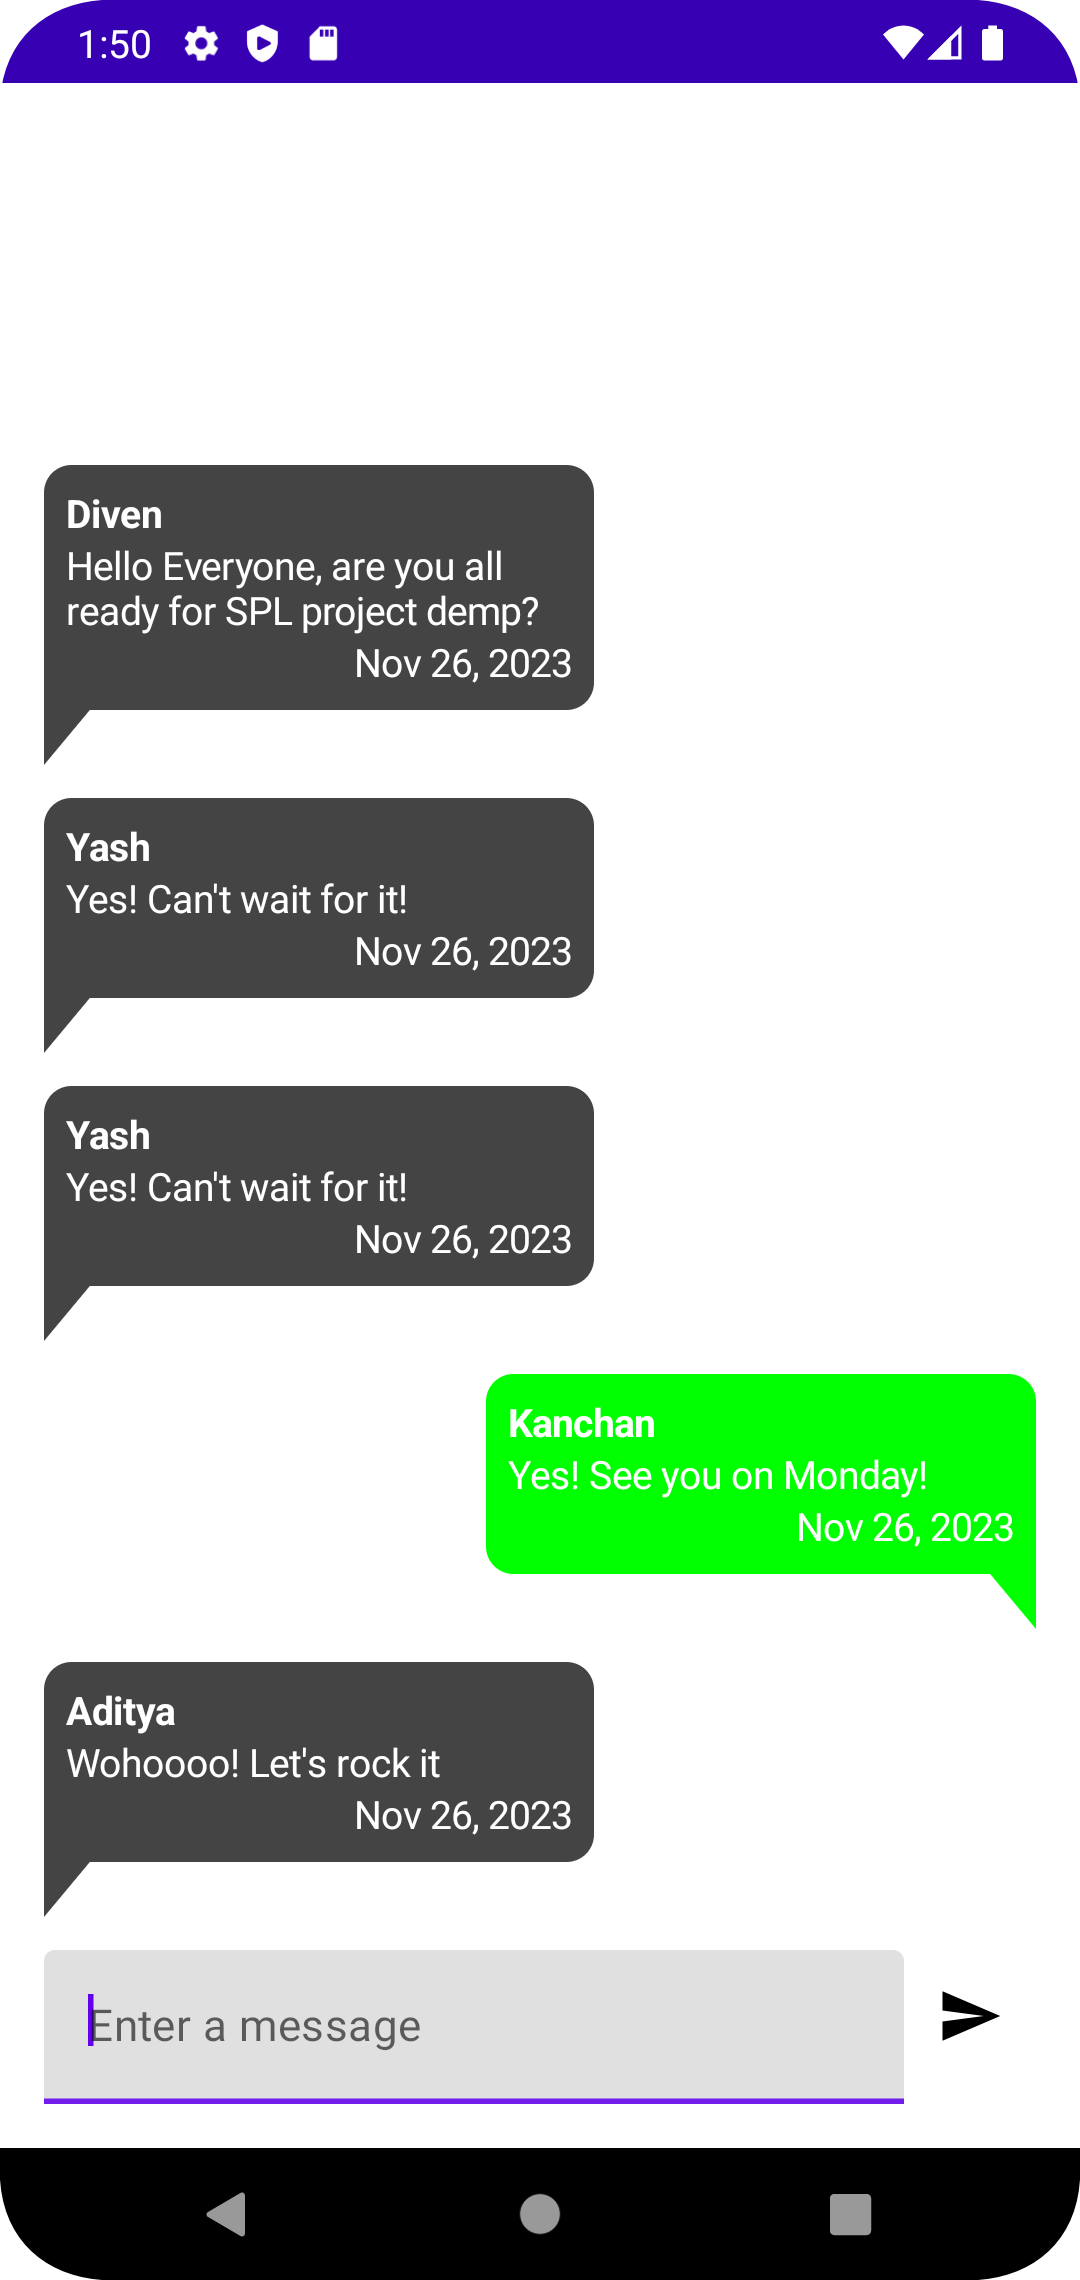 1:50
Diven
Hello Everyone, are you all
ready for SPL project demp?
Nov 26, 2023
Yash
Yes! Can't wait for it!
Nov 26, 2023
Yash
Yes! Can't wait for it!
Nov 26, 2023
Kanchan
Yes! See you on Monday!
Nov 26, 2023
Aditya
Wohoooo! Let's rock it
Nov 26, 2023
Enter a message